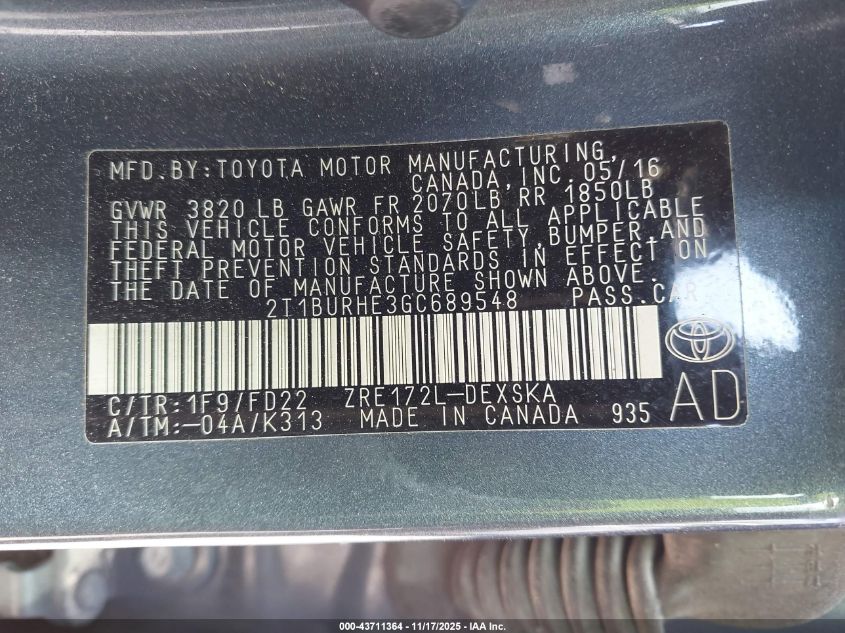 MFD.BY:TOYOTA MOTOR MANUFACTURING,
CANADA,INC. 05/16
GVWR 3820 LB GAWR FR 2070LB RR 1850LB
THIS VEHICLE CONFORMS TO ALL APPLICABLE
FEDERAL MOTOR VEHICLE SAFETY,BUMPER,AND
THEFT PREVENTION STANDARDS IN EFFECT ON
THE DATE OF MANUFACTURE SHOWN ABOVE.
2T1BURHE3GC689548 PASS.CAR
C/TR:1F9/FD22 ZRE172L-DEXSKA
A/TM:-04A/K313 MADE IN CANADA 935
AD
000-43711364 - 11/17/2025 - IAA Inc.